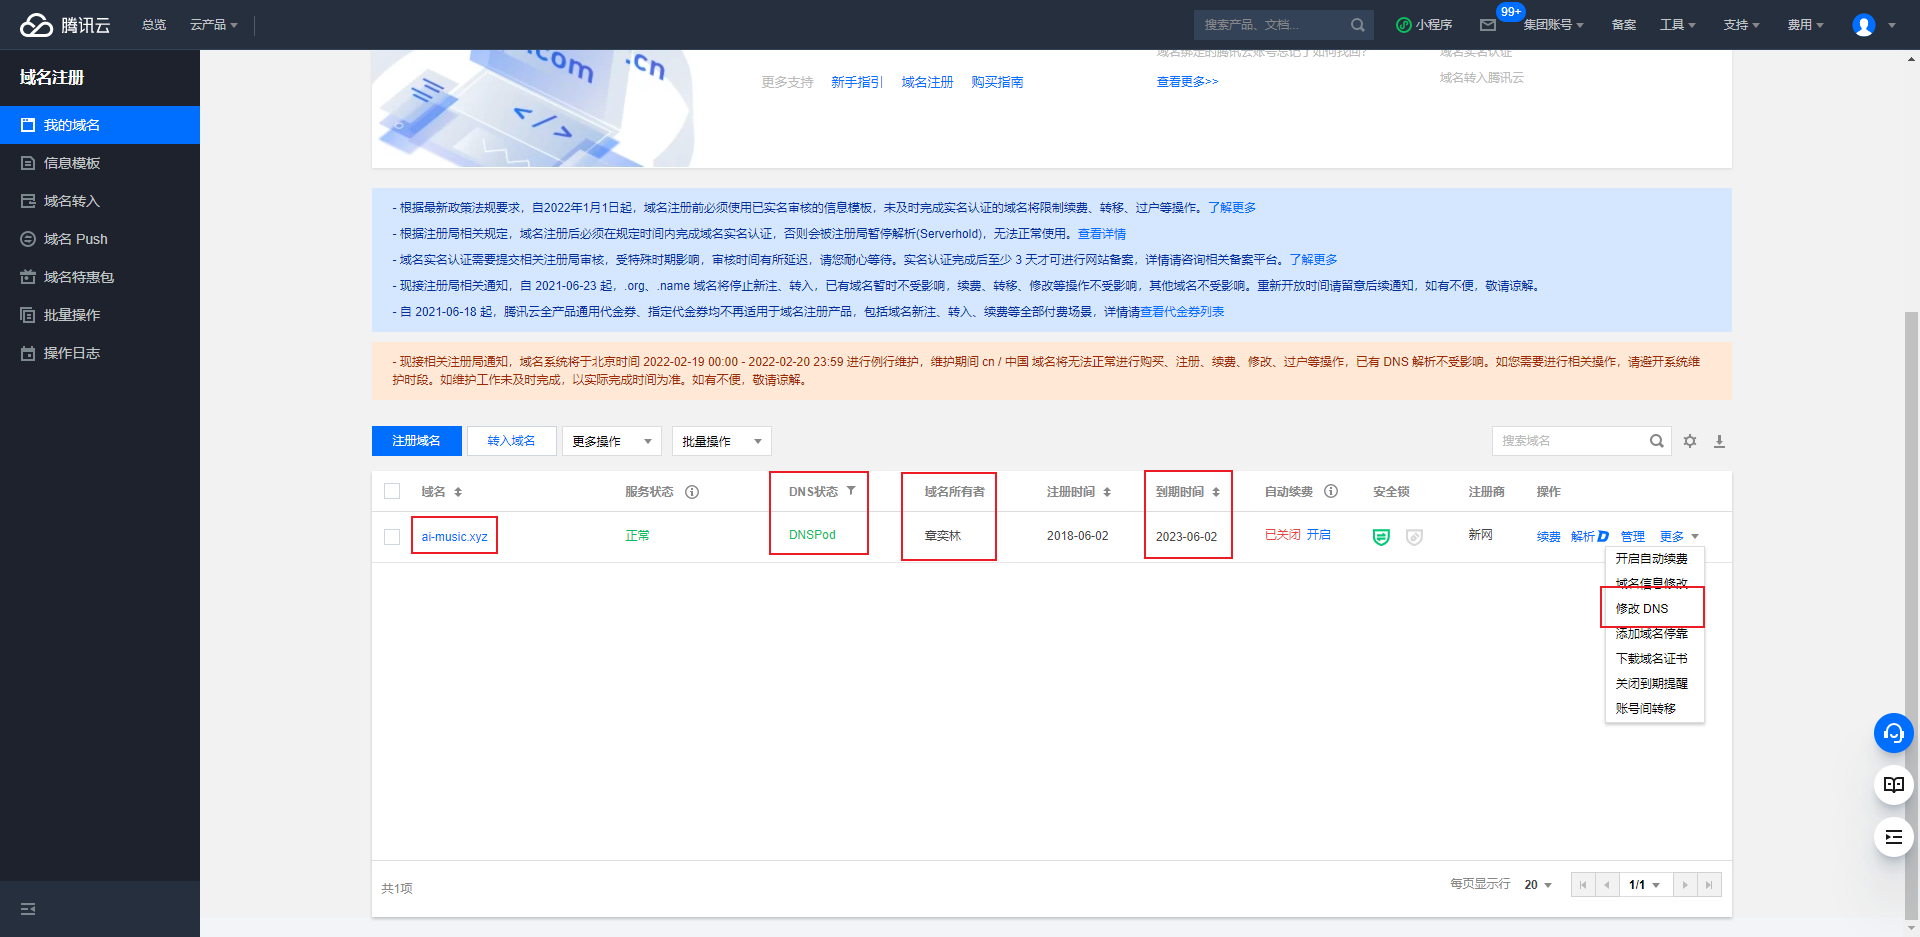 腾讯云
总览
云产品
搜索产品、文档...
小程序
99+
集团账号
备案
工具
支持
费用
域名注册
我的域名
信息模板
域名转入
域名 Push
域名特惠包
批量操作
操作日志
.com
.cn
</>
更多支持 新手指引 域名注册 购买指南
域名绑定的腾讯云账号忘记了如何找回？
查看更多>>
域名实名认证
域名转入腾讯云
- 根据最新政策法规要求，自2022年1月1日起，域名注册前必须使用已实名审核的信息模板，未及时完成实名认证的域名将限制续费、转移、过户等操作。了解更多
- 根据注册局相关规定，域名注册后必须在规定时间内完成域名实名认证，否则会被注册局暂停解析(Serverhold)，无法正常使用。查看详情
- 域名实名认证需要提交相关注册局审核，受特殊时期影响，审核时间有所延迟，请您耐心等待。实名认证完成后至少 3 天才可进行网站备案，详情请咨询相关备案平台。了解更多
- 现接注册局相关通知，自 2021-06-23 起，.org、.name 域名将停止新注、转入，已有域名暂时不受影响，续费、转移、修改等操作不受影响，其他域名不受影响。重新开放时间请留意后续通知，如有不便，敬请谅解。
- 自 2021-06-18 起，腾讯云全产品通用代金券、指定代金券均不再适用于域名注册产品，包括域名新注、转入、续费等全部付费场景，详情请查看代金券列表
- 现接相关注册局通知，域名系统将于北京时间 2022-02-19 00:00 - 2022-02-20 23:59 进行例行维护，维护期间 cn / 中国 域名将无法正常进行购买、注册、续费、修改、过户等操作，已有 DNS 解析不受影响。如您需要进行相关操作，请避开系统维
护时段。如维护工作未及时完成，以实际完成时间为准。如有不便，敬请谅解。
注册域名
转入域名
更多操作
批量操作
搜索域名
域名 服务状态 DNS状态 域名所有者 注册时间 到期时间 自动续费 安全锁 注册商 操作
ai-music.xyz 正常 DNSPod 章奕林 2018-06-02 2023-06-02 已关闭 开启 新网 续费 解析 管理 更多
开启自动续费
域名信息修改
修改 DNS
添加域名停靠
下载域名证书
关闭到期提醒
账号间转移
共1项
每页显示行 20 1/1